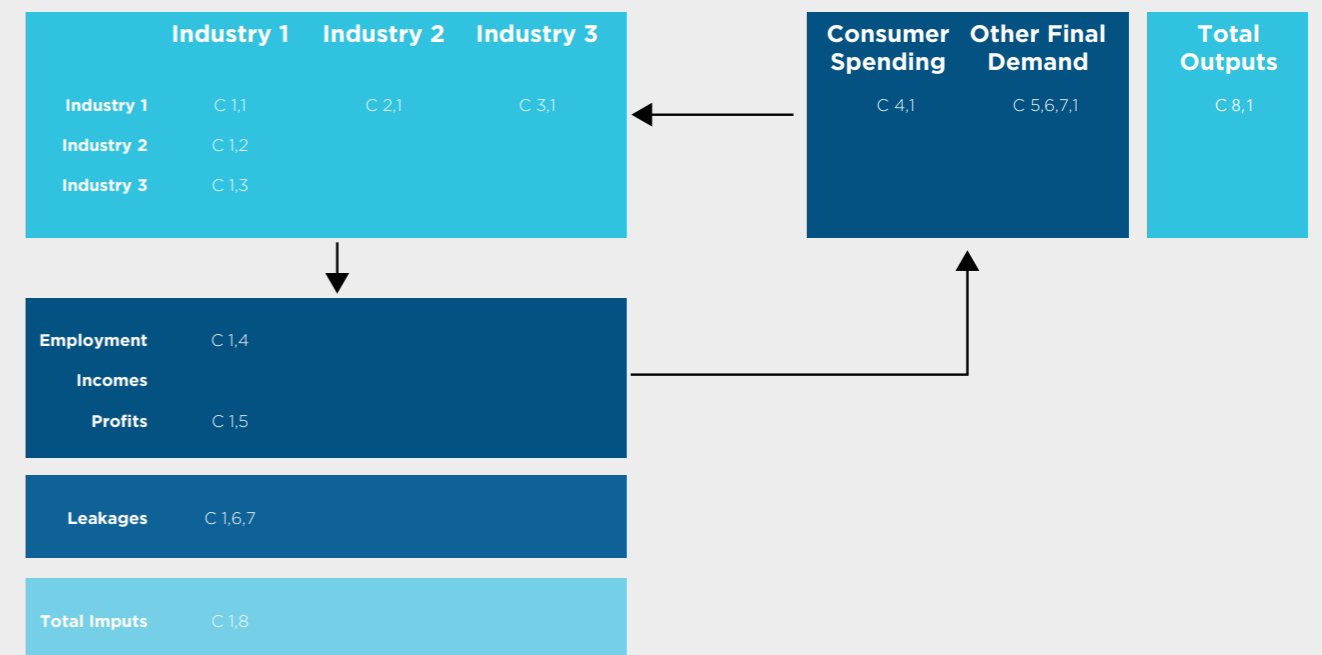 Industry 1 Industry 2 Industry 3 Consumer Spending Other Final Demand Total Outputs
Industry 1 C 1,1 C 2,1 C 3,1 C 4,1 C 5,6,7,1 C 8,1
Industry 2 C 1,2
Industry 3 C 1,3
Employment C 1,4
Incomes
Profits C 1,5
Leakages C 1,6,7
Total Imputs C 1,8